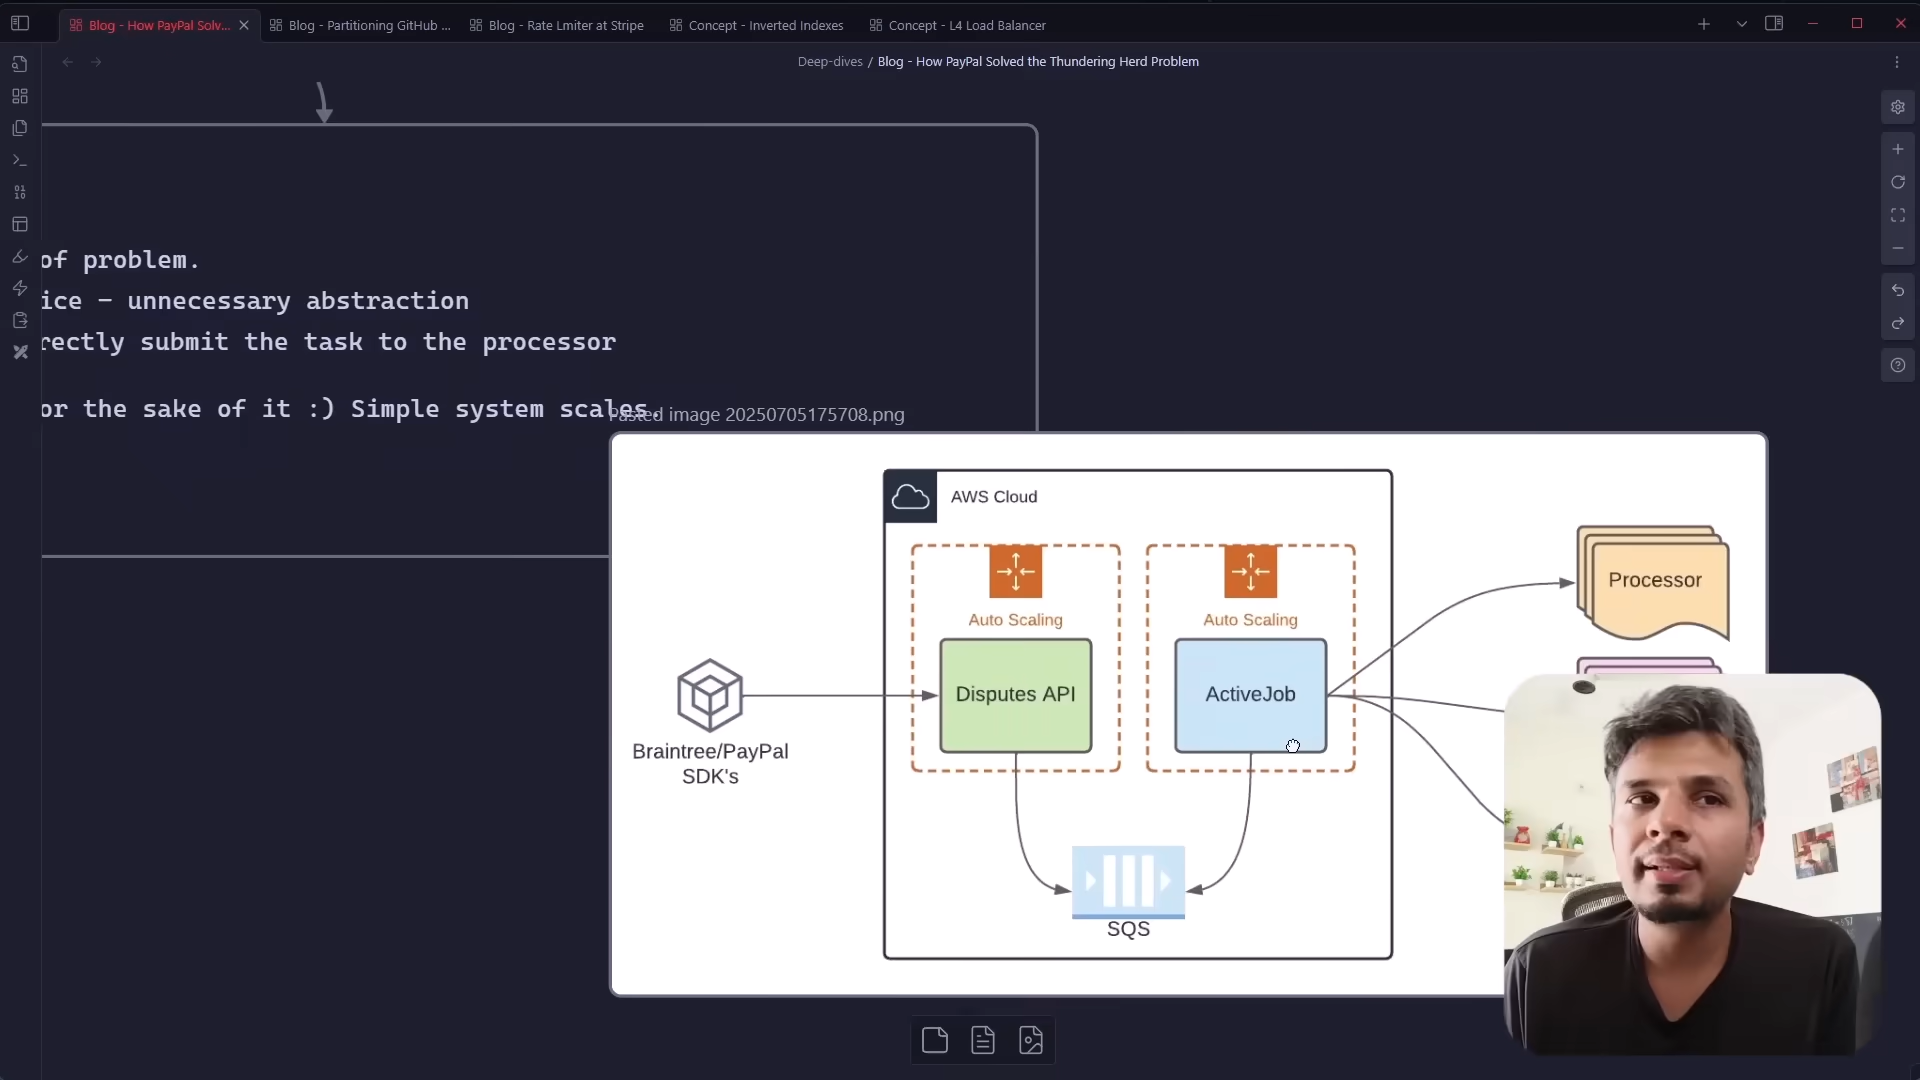 Blog - How PayPal Solv...
Blog - Partitioning GitHub ...
Blog - Rate Lmiter at Stripe
Concept - Inverted Indexes
Concept - L4 Load Balancer
Deep-dives / Blog - How PayPal Solved the Thundering Herd Problem
of problem.
ice - unnecessary abstraction
rectly submit the task to the processor
or the sake of it :) Simple system scales.
Pasted image 20250705175708.png
AWS Cloud
Auto Scaling
Auto Scaling
Processor
Disputes API
ActiveJob
Braintree/PayPal
SDK's
SQS